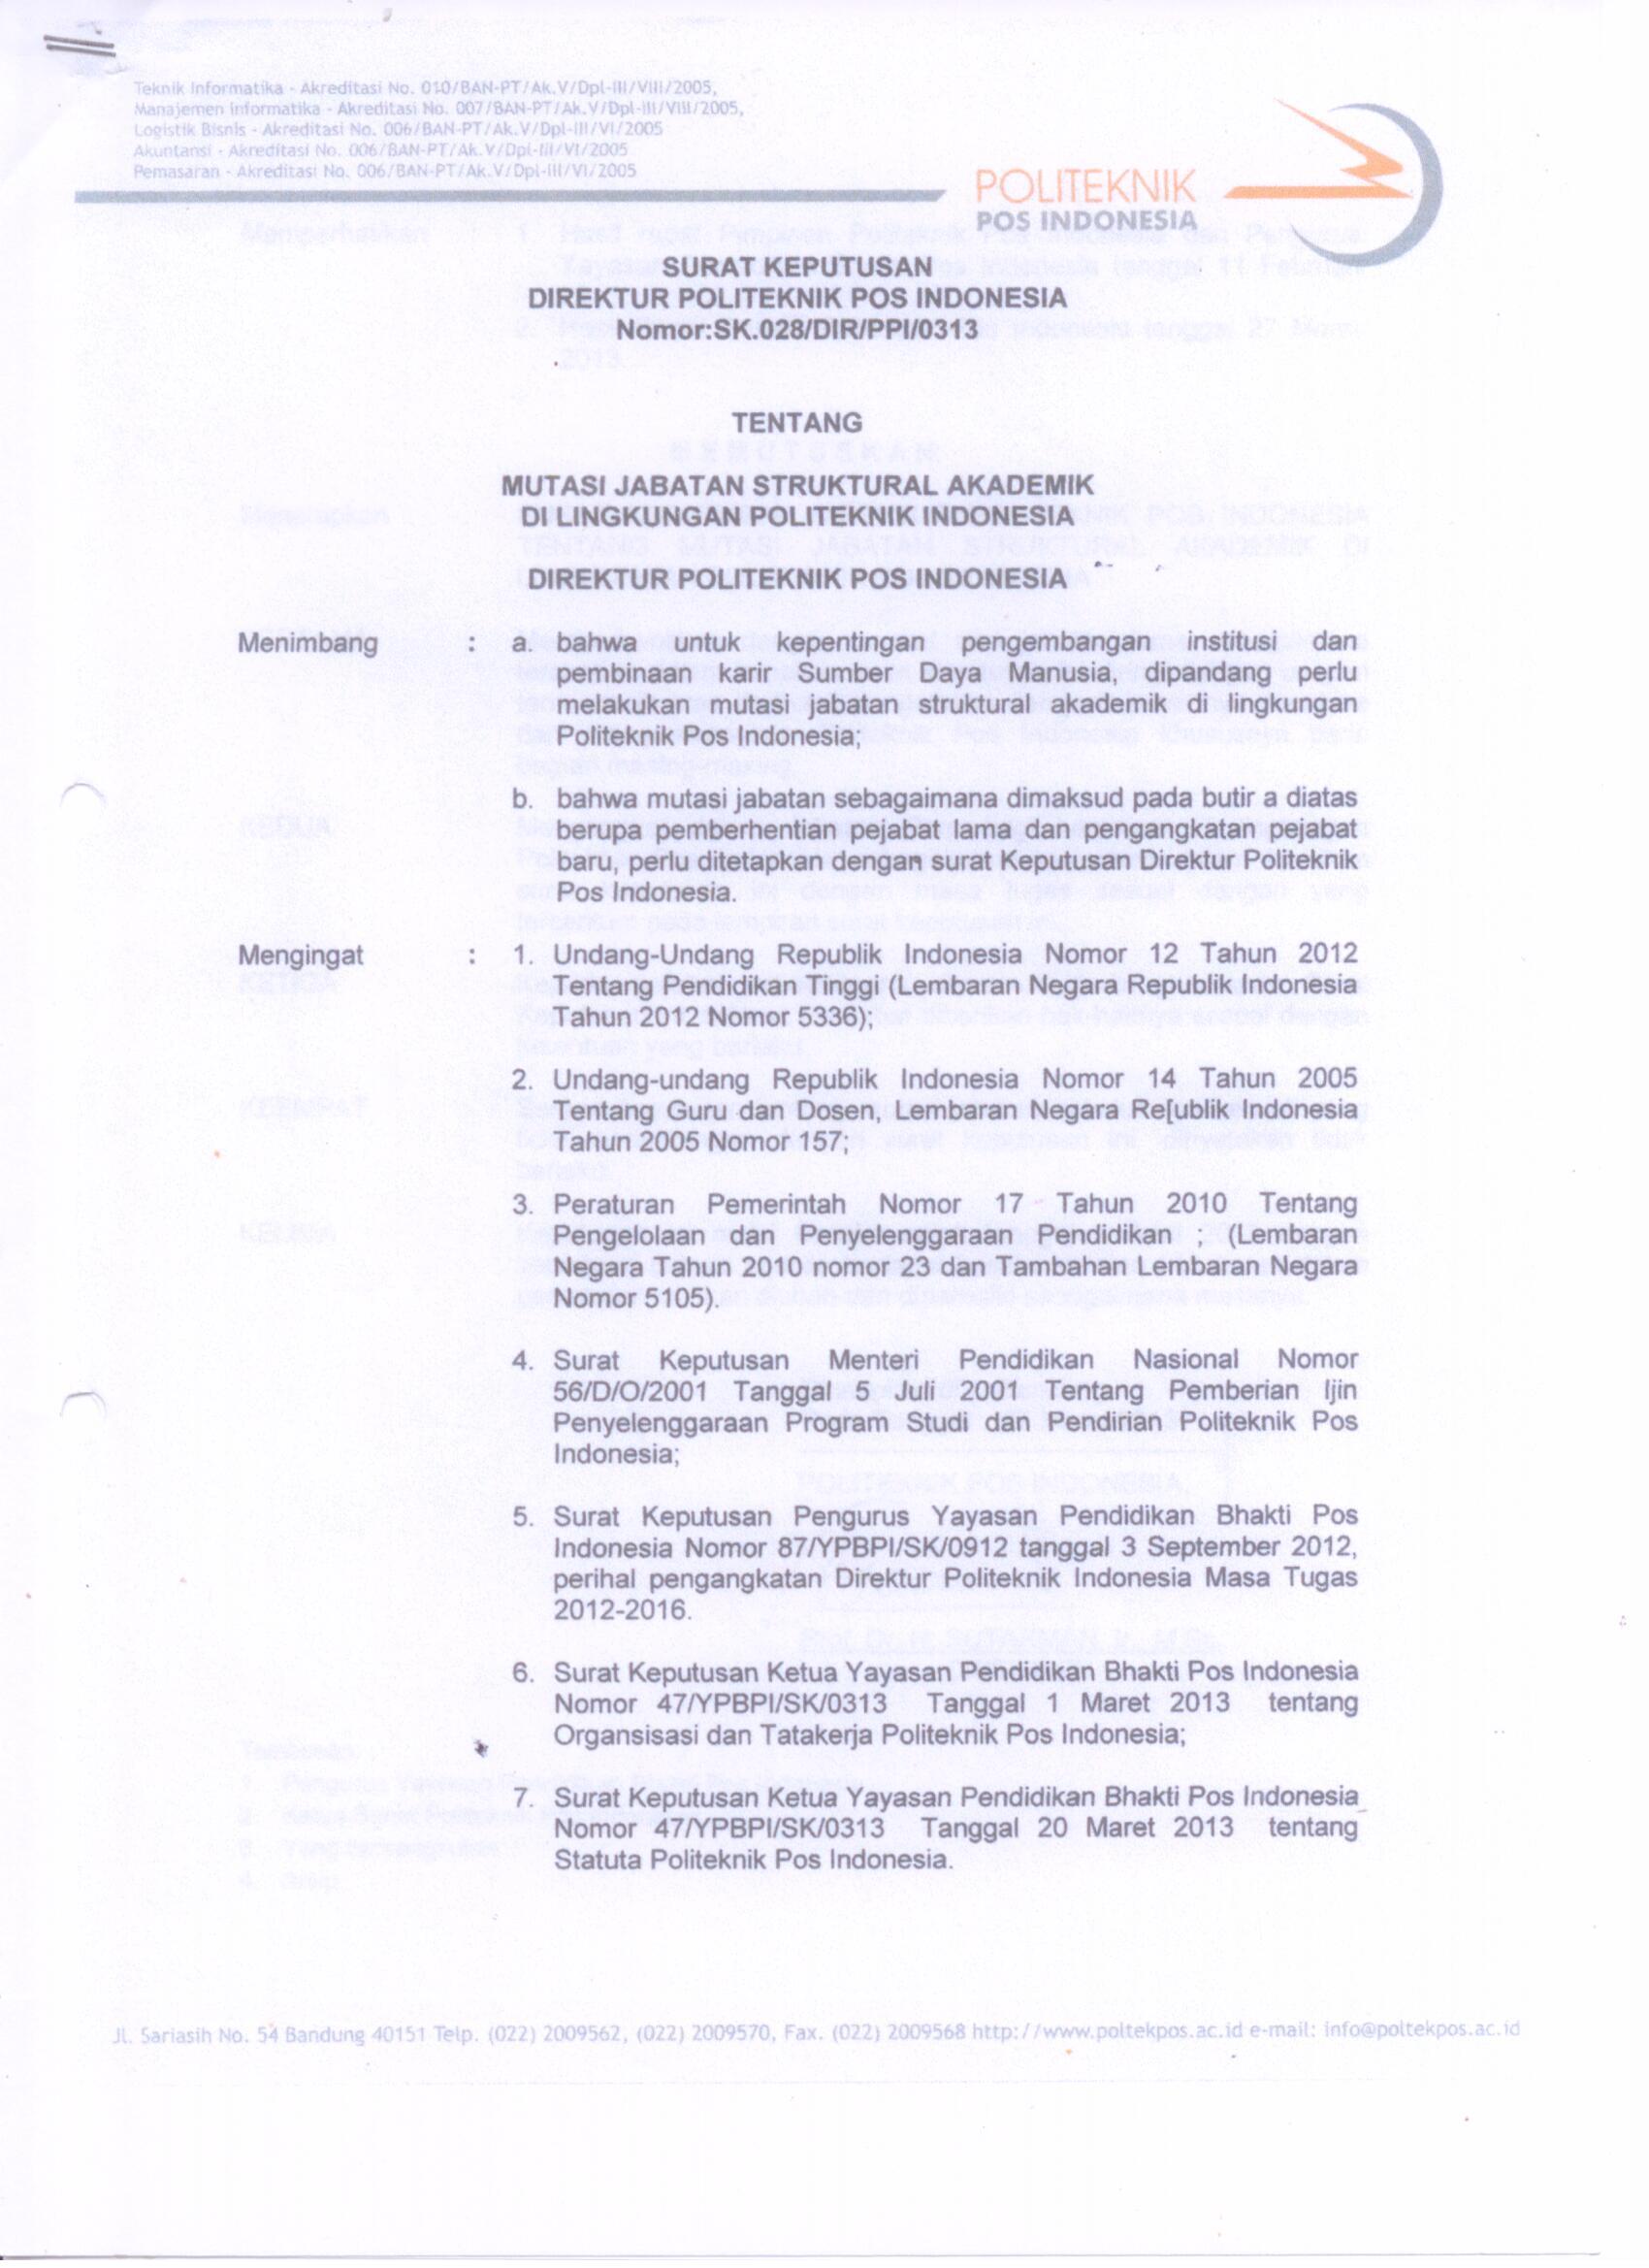 Teknik Informatika - Akreditasi No. 010/BAN-PT/Ak.V/Dpl-III/VIII/2005,
Manajemen Informatika - Akreditasi No. 007/BAN-PT/Ak.V/Dpl-III/VIII/2005,
Logistik Bisnis - Akreditasi No. 006/BAN-PT/Ak.V/Dpl-III/VI/2005
Akuntansi - Akreditasi No. 006/BAN-PT/Ak.V/Dpl-III/VI/2005
Pemasaran - Akreditasi No. 006/BAN-PT/Ak.V/Dpl-III/VI/2005
POLITEKNIK
POS INDONESIA
SURAT KEPUTUSAN
DIREKTUR POLITEKNIK POS INDONESIA
Nomor:SK.028/DIR/PPI/0313
TENTANG
MUTASI JABATAN STRUKTURAL AKADEMIK
DI LINGKUNGAN POLITEKNIK INDONESIA
DIREKTUR POLITEKNIK POS INDONESIA
Menimbang : a. bahwa untuk kepentingan pengembangan institusi dan
pembinaan karir Sumber Daya Manusia, dipandang perlu
melakukan mutasi jabatan struktural akademik di lingkungan
Politeknik Pos Indonesia;
b. bahwa mutasi jabatan sebagaimana dimaksud pada butir a diatas
berupa pemberhentian pejabat lama dan pengangkatan pejabat
baru, perlu ditetapkan dengan surat Keputusan Direktur Politeknik
Pos Indonesia.
Mengingat : 1. Undang-Undang Republik Indonesia Nomor 12 Tahun 2012
Tentang Pendidikan Tinggi (Lembaran Negara Republik Indonesia
Tahun 2012 Nomor 5336);
2. Undang-undang Republik Indonesia Nomor 14 Tahun 2005
Tentang Guru dan Dosen, Lembaran Negara Re[ublik Indonesia
Tahun 2005 Nomor 157;
3. Peraturan Pemerintah Nomor 17 Tahun 2010 Tentang
Pengelolaan dan Penyelenggaraan Pendidikan ; (Lembaran
Negara Tahun 2010 nomor 23 dan Tambahan Lembaran Negara
Nomor 5105).
4. Surat Keputusan Menteri Pendidikan Nasional Nomor
56/D/O/2001 Tanggal 5 Juli 2001 Tentang Pemberian Ijin
Penyelenggaraan Program Studi dan Pendirian Politeknik Pos
Indonesia;
5. Surat Keputusan Pengurus Yayasan Pendidikan Bhakti Pos
Indonesia Nomor 87/YPBPI/SK/0912 tanggal 3 September 2012,
perihal pengangkatan Direktur Politeknik Indonesia Masa Tugas
2012-2016.
6. Surat Keputusan Ketua Yayasan Pendidikan Bhakti Pos Indonesia
Nomor 47/YPBPI/SK/0313 Tanggal 1 Maret 2013 tentang
Organsisasi dan Tatakerja Politeknik Pos Indonesia;
7. Surat Keputusan Ketua Yayasan Pendidikan Bhakti Pos Indonesia
Nomor 47/YPBPI/SK/0313 Tanggal 20 Maret 2013 tentang
Statuta Politeknik Pos Indonesia.
Jl. Sariasih No. 54 Bandung 40151 Telp. (022) 2009562, (022) 2009570, Fax. (022) 2009568 http://www.poltekpos.ac.id e-mail: info@poltekpos.ac.id